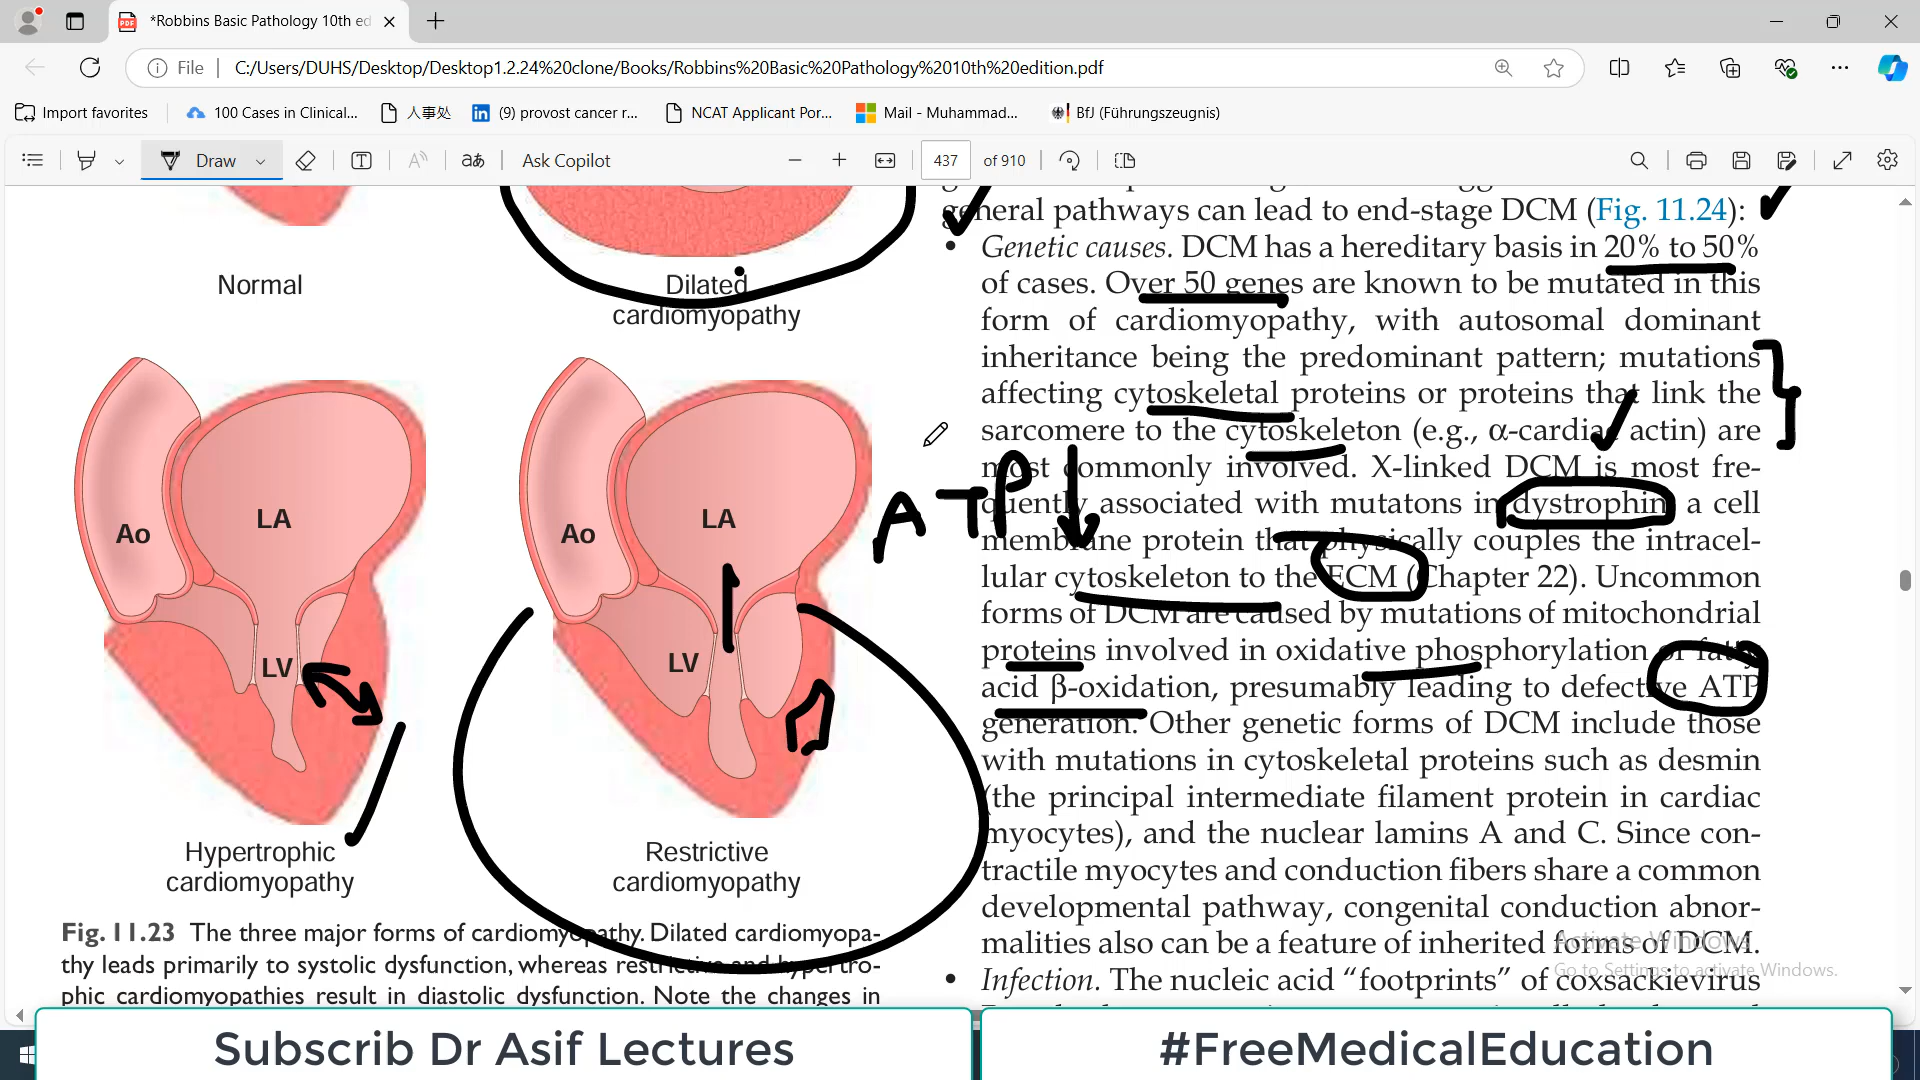 *Robbins Basic Pathology 10th ed
File
C:/Users/DUHS/Desktop/Desktop1.2.24%20clone/Books/Robbins%20Basic%20Pathology%2010th%20edition.pdf
Import favorites
100 Cases in Clinical...
人事处
(9) provost cancer r...
NCAT Applicant Por...
Mail - Muhammad...
BfJ (Führungszeugnis)
Draw
Ask Copilot
437 of 910
Normal
Dilated
cardiomyopathy
Ao
LA
LV
Hypertrophic
cardiomyopathy
Ao
LA
LV
Restrictive
cardiomyopathy
Fig. 11.23 The three major forms of cardiomyopathy. Dilated cardiomyopa-
thy leads primarily to systolic dysfunction, whereas restrictive and hypertro-
phic cardiomyopathies result in diastolic dysfunction. Note the changes in
ATP
general pathways can lead to end-stage DCM (Fig. 11.24):
• Genetic causes. DCM has a hereditary basis in 20% to 50%
of cases. Over 50 genes are known to be mutated in this
form of cardiomyopathy, with autosomal dominant
inheritance being the predominant pattern; mutations
affecting cytoskeletal proteins or proteins that link the
sarcomere to the cytoskeleton (e.g., α-cardiac actin) are
most commonly involved. X-linked DCM is most fre-
quently associated with mutatons in dystrophin, a cell
membrane protein that physically couples the intracel-
lular cytoskeleton to the ECM (Chapter 22). Uncommon
forms of DCM are caused by mutations of mitochondrial
proteins involved in oxidative phosphorylation or fatty
acid β-oxidation, presumably leading to defective ATP
generation. Other genetic forms of DCM include those
with mutations in cytoskeletal proteins such as desmin
(the principal intermediate filament protein in cardiac
myocytes), and the nuclear lamins A and C. Since con-
tractile myocytes and conduction fibers share a common
developmental pathway, congenital conduction abnor-
malities also can be a feature of inherited forms of DCM.
• Infection. The nucleic acid “footprints” of coxsackievirus
Activate Windows
Go to Settings to activate Windows.
Subscrib Dr Asif Lectures
#FreeMedicalEducation